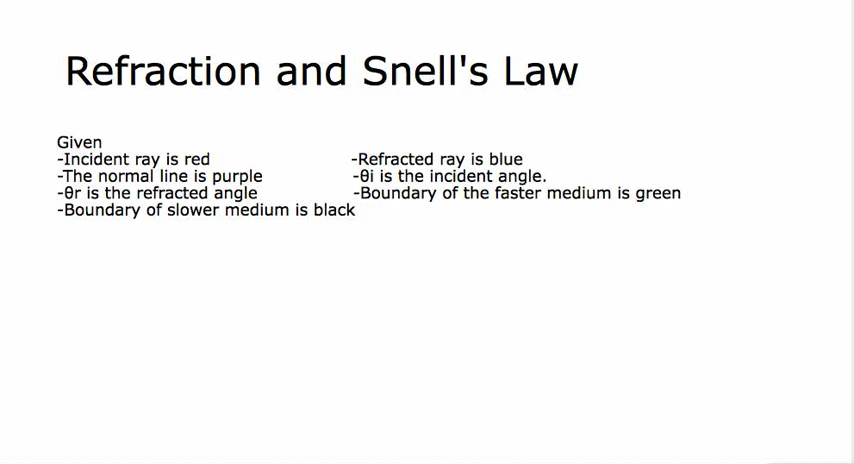 Refraction and Snell's Law
Given
-Incident ray is red
-Refracted ray is blue
-The normal line is purple
-θi is the incident angle.
-θr is the refracted angle
-Boundary of the faster medium is green
-Boundary of slower medium is black